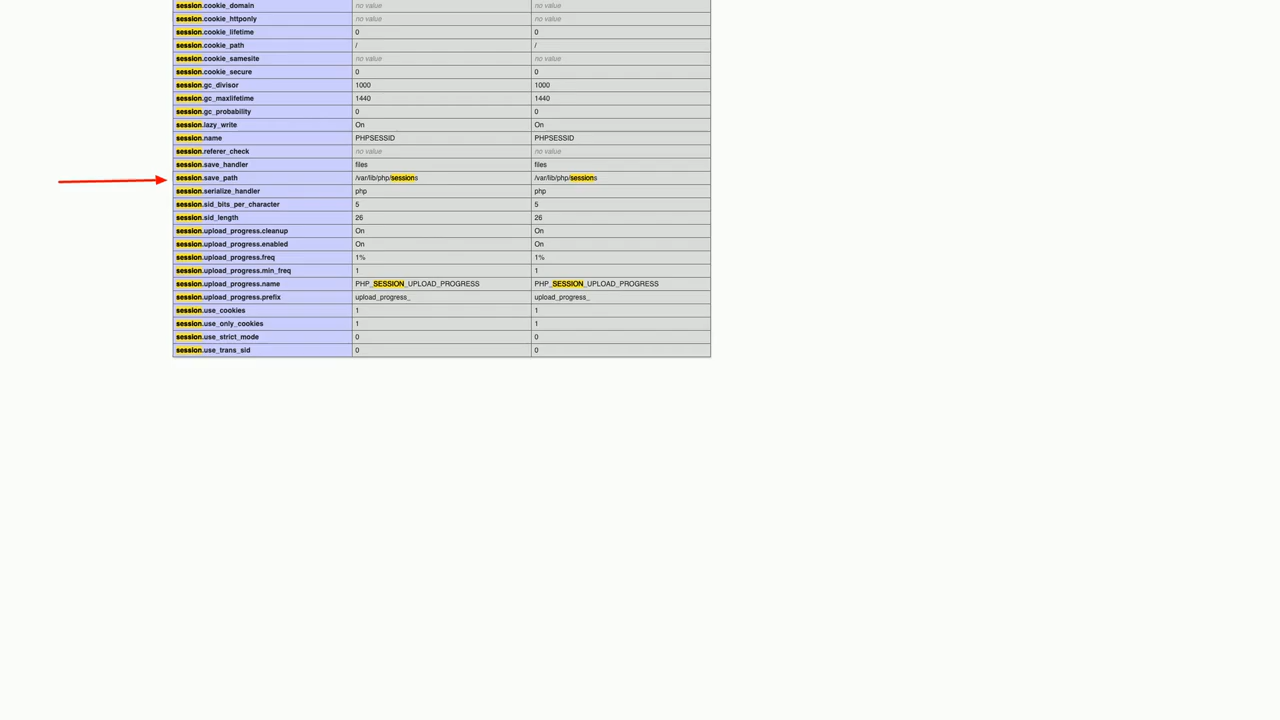 session.cookie_domain no value no value
session.cookie_httponly no value no value
session.cookie_lifetime 0 0
session.cookie_path / /
session.cookie_samesite no value no value
session.cookie_secure 0 0
session.gc_divisor 1000 1000
session.gc_maxlifetime 1440 1440
session.gc_probability 0 0
session.lazy_write On On
session.name PHPSESSID PHPSESSID
session.referer_check no value no value
session.save_handler files files
session.save_path /var/lib/php/sessions /var/lib/php/sessions
session.serialize_handler php php
session.sid_bits_per_character 5 5
session.sid_length 26 26
session.upload_progress.cleanup On On
session.upload_progress.enabled On On
session.upload_progress.freq 1% 1%
session.upload_progress.min_freq 1 1
session.upload_progress.name PHP_SESSION_UPLOAD_PROGRESS PHP_SESSION_UPLOAD_PROGRESS
session.upload_progress.prefix upload_progress_ upload_progress_
session.use_cookies 1 1
session.use_only_cookies 1 1
session.use_strict_mode 0 0
session.use_trans_sid 0 0